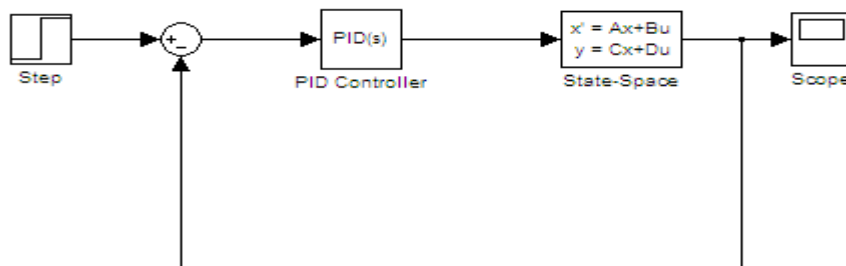 +
−
PID(s)
x' = Ax+Bu
y = Cx+Du
Step
PID Controller
State-Space
Scope